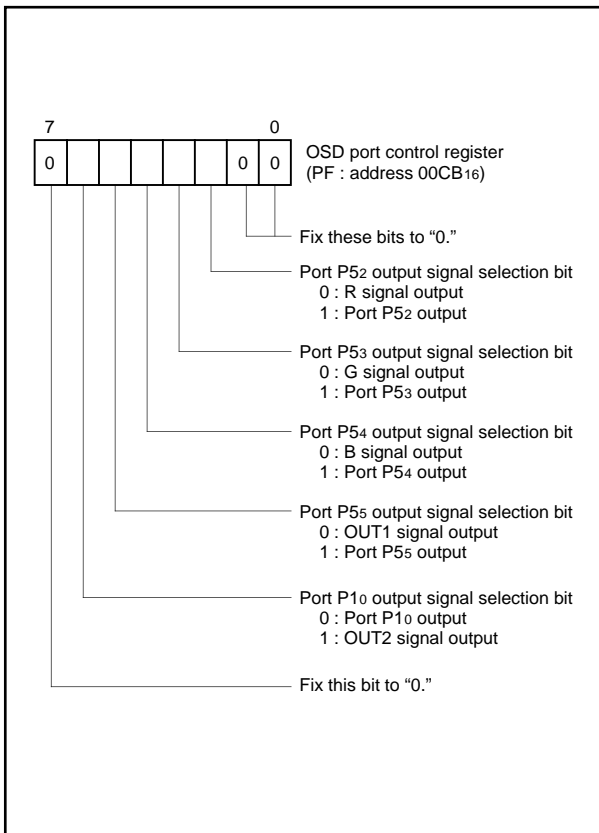 7 0
0 0 0
OSD port control register
(PF : address 00CB16)
Fix these bits to “0.”
Port P52 output signal selection bit
0 : R signal output
1 : Port P52 output
Port P53 output signal selection bit
0 : G signal output
1 : Port P53 output
Port P54 output signal selection bit
0 : B signal output
1 : Port P54 output
Port P55 output signal selection bit
0 : OUT1 signal output
1 : Port P55 output
Port P10 output signal selection bit
0 : Port P10 output
1 : OUT2 signal output
Fix this bit to “0.”